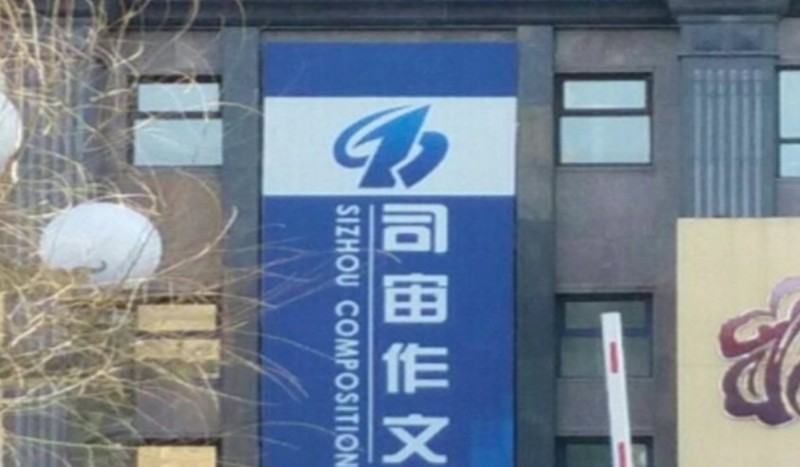 司宙作文
SIZHOU COMPOSITION